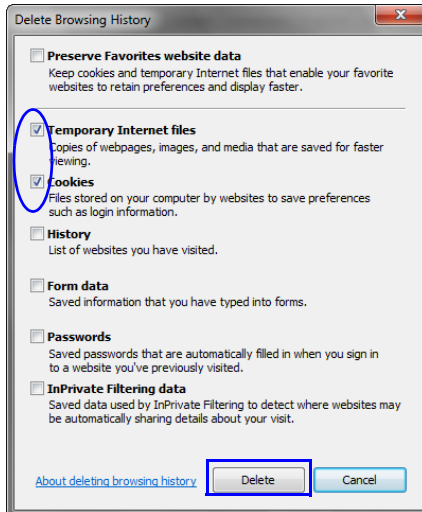 Delete Browsing History
Preserve Favorites website data
Keep cookies and temporary Internet files that enable your favorite
websites to retain preferences and display faster.
Temporary Internet files
Copies of webpages, images, and media that are saved for faster
viewing.
Cookies
Files stored on your computer by websites to save preferences
such as login information.
History
List of websites you have visited.
Form data
Saved information that you have typed into forms.
Passwords
Saved passwords that are automatically filled in when you sign in
to a website you've previously visited.
InPrivate Filtering data
Saved data used by InPrivate Filtering to detect where websites may
be automatically sharing details about your visit.
About deleting browsing history Delete Cancel